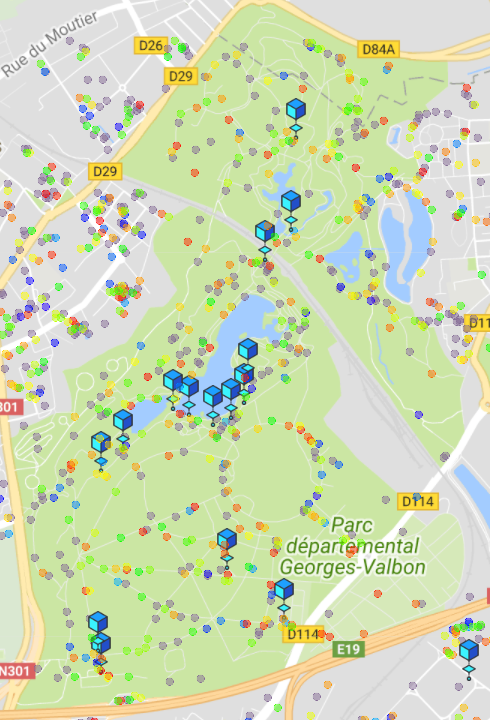 Rue du Moutier
D26
D84A
D29
D29
D11
301
D114
Parc
départemental
Georges-Valbon
D114
E19
N301